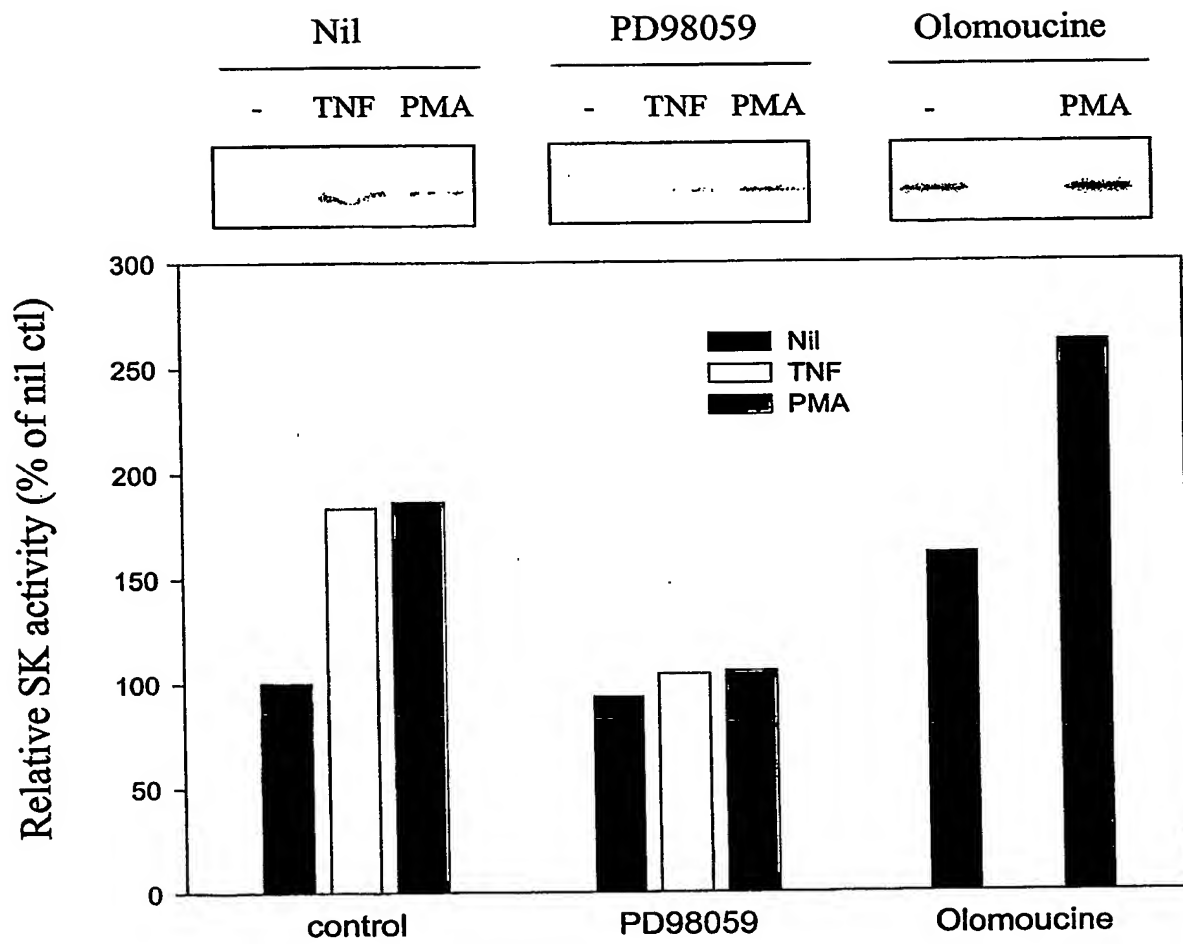 Nil PD98059 Olomoucine
- TNF PMA - TNF PMA - PMA
Relative SK activity (% of nil ctl)
300
250
200
150
100
50
0
Nil
TNF
PMA
control PD98059 Olomoucine